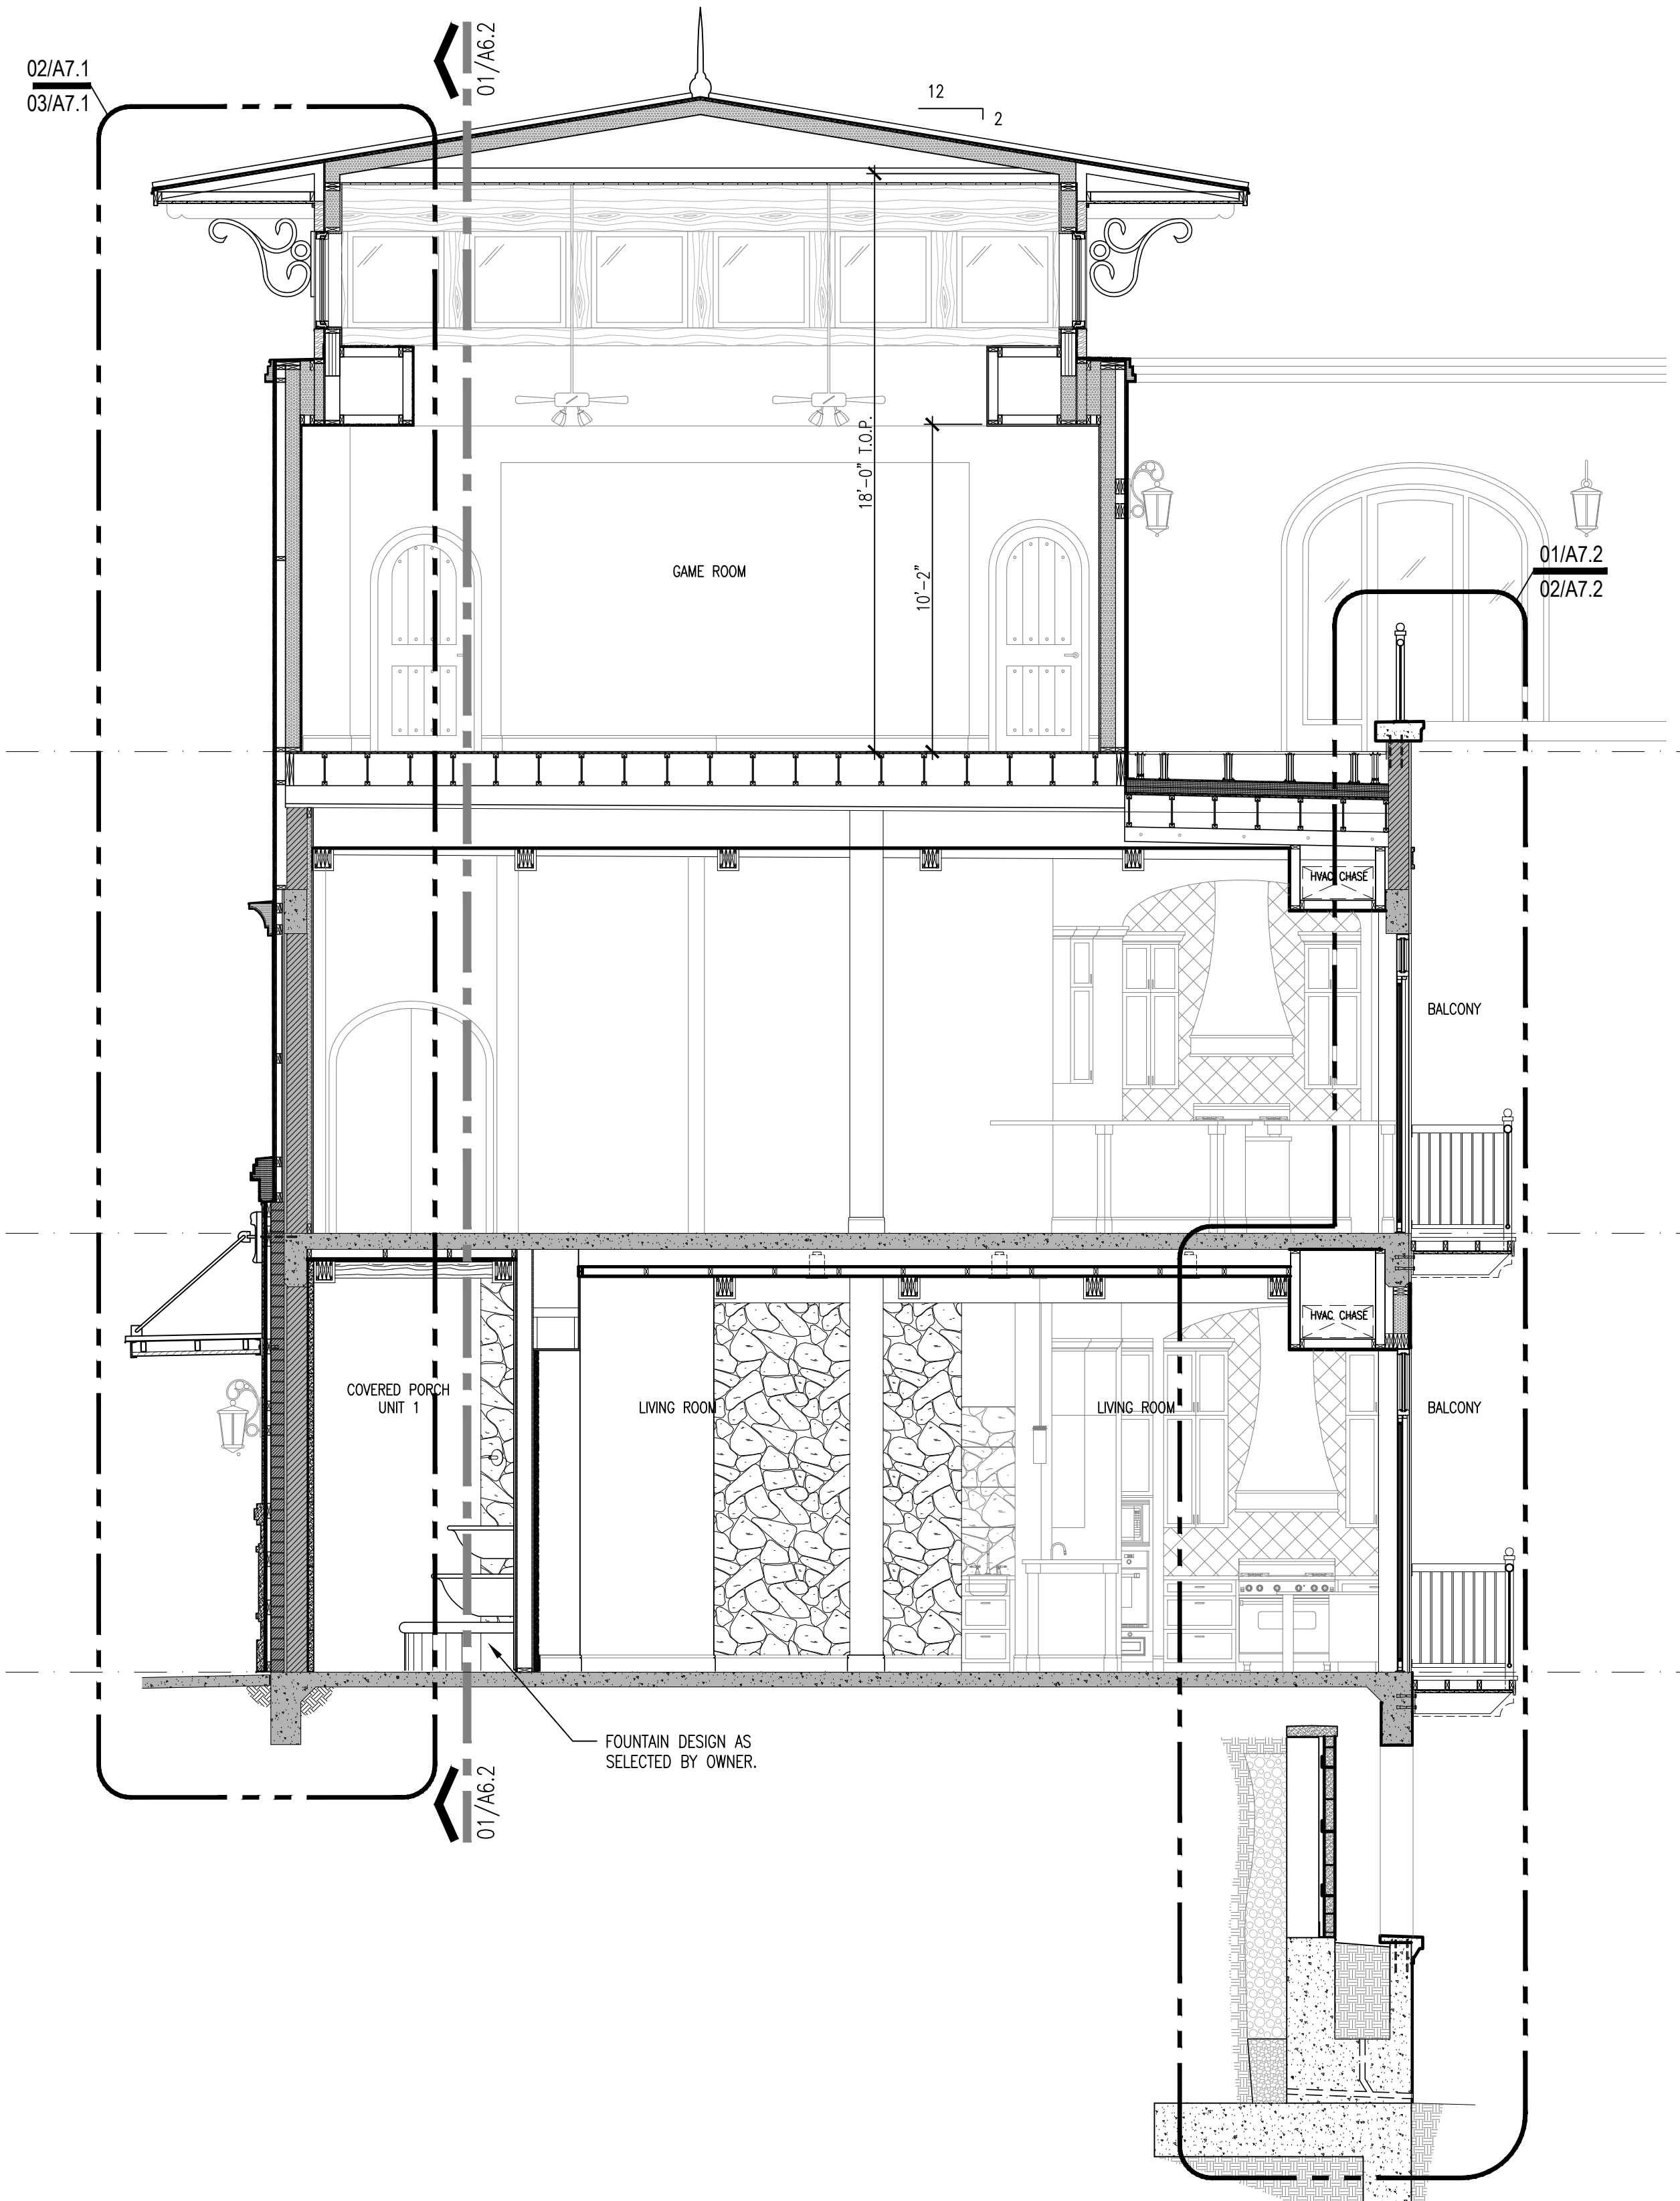 02/A7.1
03/A7.1
01/A6.2
12
2
18'-0" T.O.P.
10'-2"
GAME ROOM
01/A7.2
02/A7.2
HVAC CHASE
BALCONY
HVAC CHASE
COVERED PORCH
UNIT 1
LIVING ROOM
LIVING ROOM
BALCONY
FOUNTAIN DESIGN AS
SELECTED BY OWNER.
01/A6.2